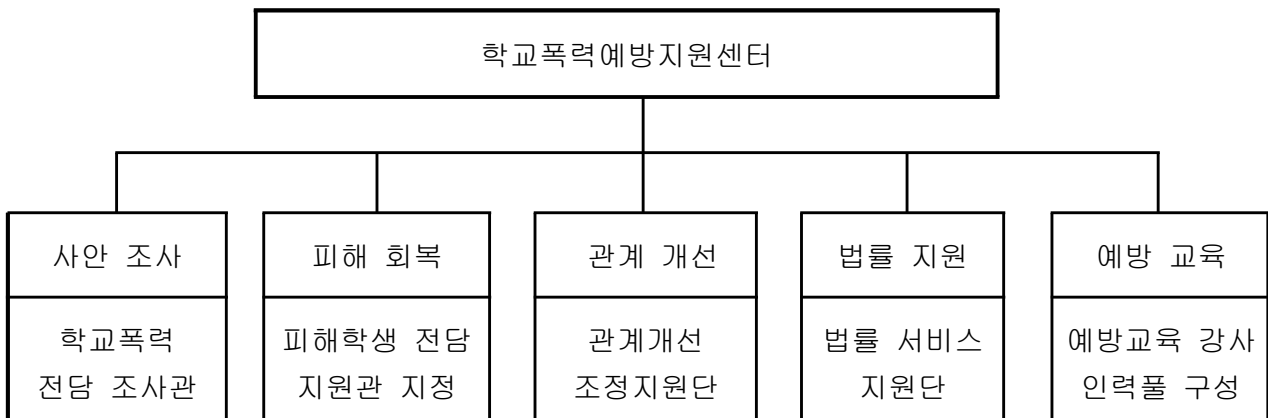 학교폭력예방지원센터
사안 조사
피해 회복
관계 개선
법률 지원
예방 교육
학교폭력
전담 조사관
피해학생 전담
지원관 지정
관계개선
조정지원단
법률 서비스
지원단
예방교육 강사
인력풀 구성